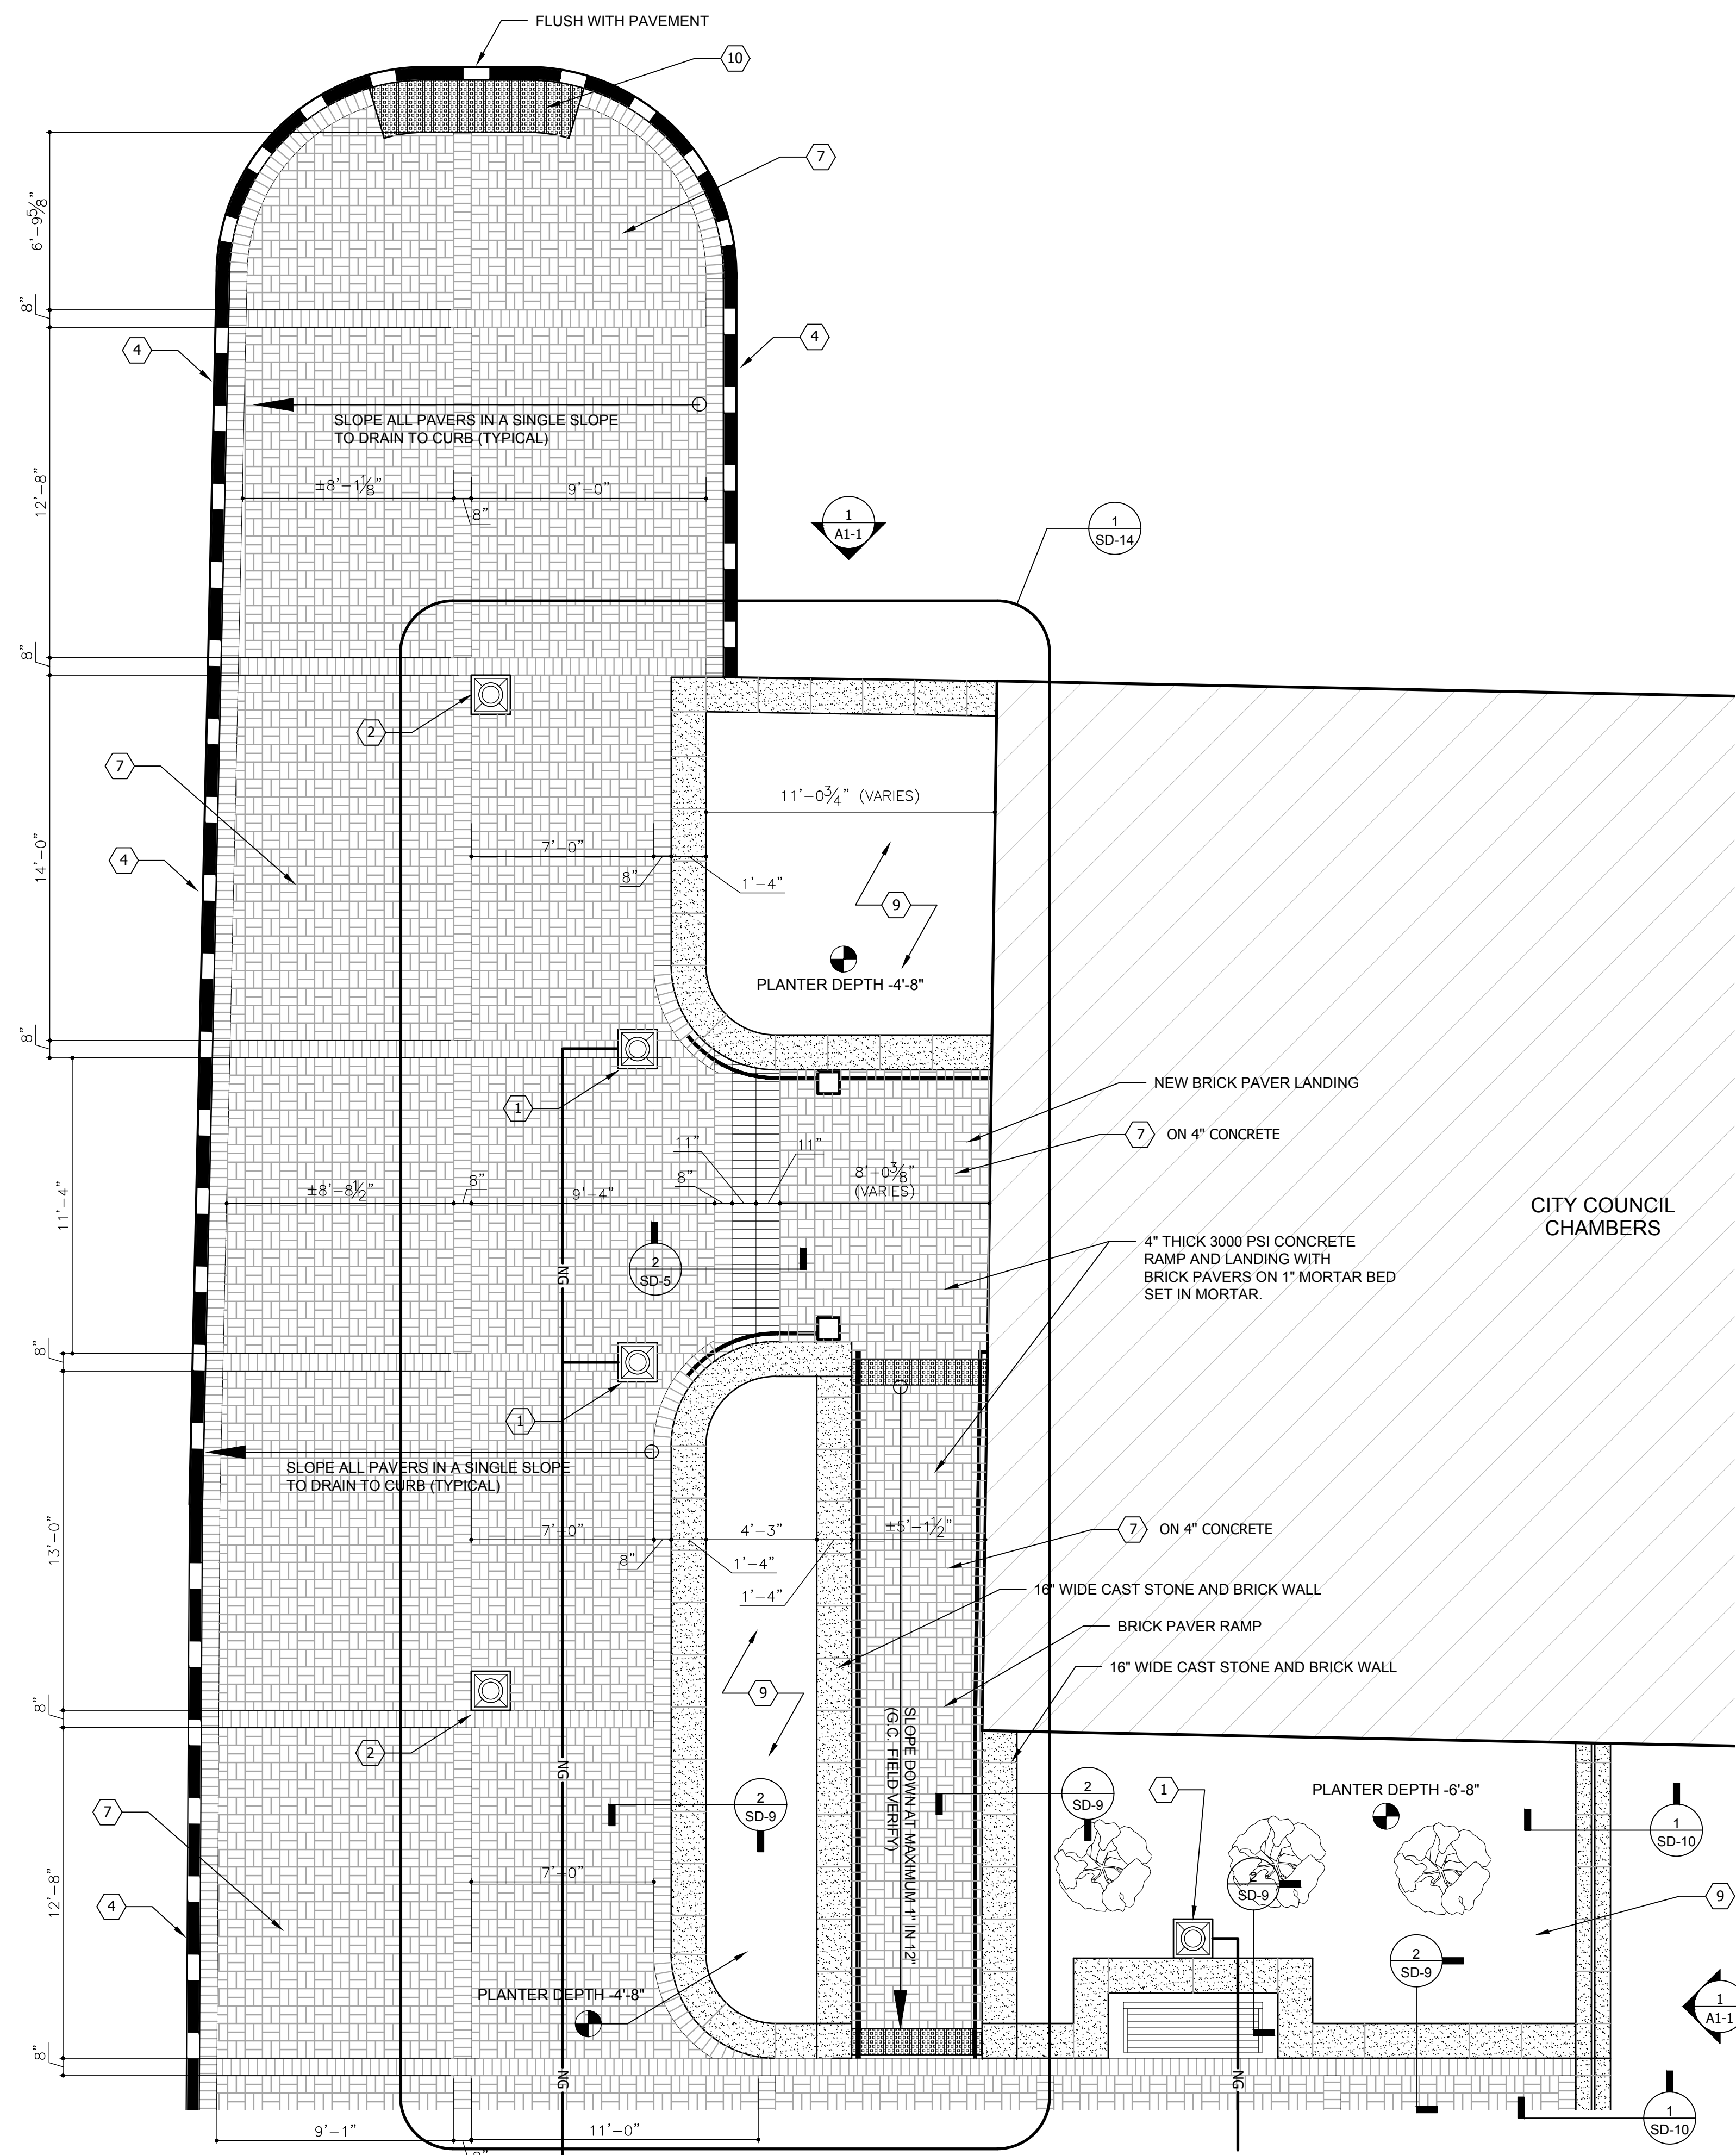 FLUSH WITH PAVEMENT
10
7
6'-9⅝"
8"
4
4
SLOPE ALL PAVERS IN A SINGLE SLOPE
TO DRAIN TO CURB (TYPICAL)
12'-8"
±8'-1⅛"
8"
9'-0"
1
A1-1
1
SD-14
8"
2
7
11'-0¾" (VARIES)
14'-0"
4
7'-0"
8"
1'-4"
9
PLANTER DEPTH -4'-8"
8"
1
NEW BRICK PAVER LANDING
7 ON 4" CONCRETE
11"
11"
8"
8'-0⅜"
(VARIES)
±8'-8½"
8"
9'-4"
11'-4"
CITY COUNCIL
CHAMBERS
4" THICK 3000 PSI CONCRETE
RAMP AND LANDING WITH
BRICK PAVERS ON 1" MORTAR BED
SET IN MORTAR.
2
SD-5
NG
8"
1
SLOPE ALL PAVERS IN A SINGLE SLOPE
TO DRAIN TO CURB (TYPICAL)
13'-0"
7'-0"
8"
4'-3"
1'-4"
1'-4"
±5'-1½"
7 ON 4" CONCRETE
16" WIDE CAST STONE AND BRICK WALL
BRICK PAVER RAMP
16" WIDE CAST STONE AND BRICK WALL
9
8"
2
NG
SLOPE DOWN AT MAXIMUM 1" IN 12"
(G.C. FIELD VERIFY)
7
2
SD-9
2
SD-9
1
PLANTER DEPTH -6'-8"
1
SD-10
12'-8"
4
7'-0"
2
SD-9
9
2
SD-9
PLANTER DEPTH -4'-8"
1
A1-1
8"
NG
NG
1
SD-10
9'-1"
8"
11'-0"